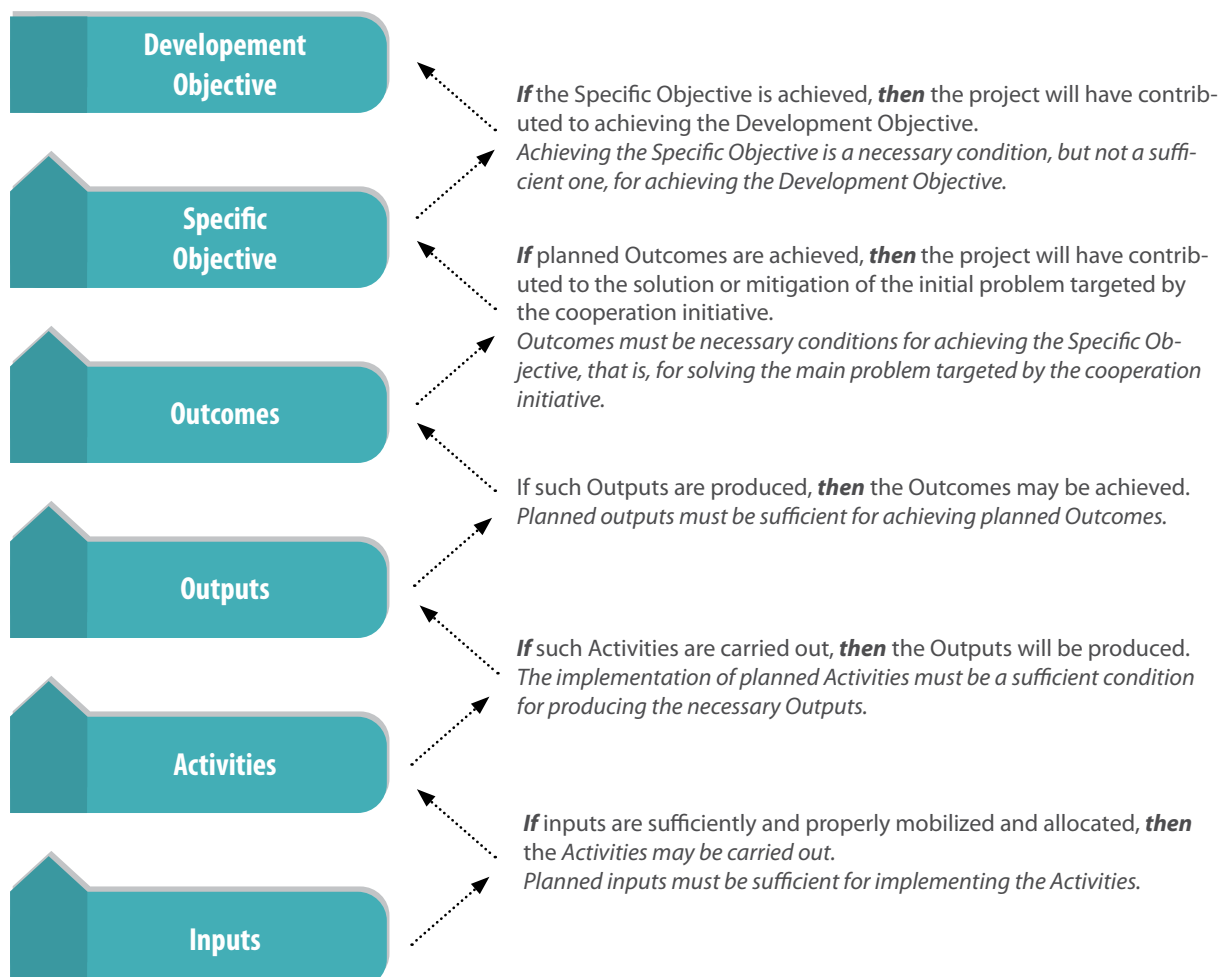 Developement
Objective
If the Specific Objective is achieved, then the project will have contrib-
uted to achieving the Development Objective.
Achieving the Specific Objective is a necessary condition, but not a suffi-
cient one, for achieving the Development Objective.
Specific
Objective
If planned Outcomes are achieved, then the project will have contrib-
uted to the solution or mitigation of the initial problem targeted by
the cooperation initiative.
Outcomes must be necessary conditions for achieving the Specific Ob-
jective, that is, for solving the main problem targeted by the cooperation
initiative.
Outcomes
If such Outputs are produced, then the Outcomes may be achieved.
Planned outputs must be sufficient for achieving planned Outcomes.
Outputs
If such Activities are carried out, then the Outputs will be produced.
The implementation of planned Activities must be a sufficient condition
for producing the necessary Outputs.
Activities
If inputs are sufficiently and properly mobilized and allocated, then
the Activities may be carried out.
Planned inputs must be sufficient for implementing the Activities.
Inputs